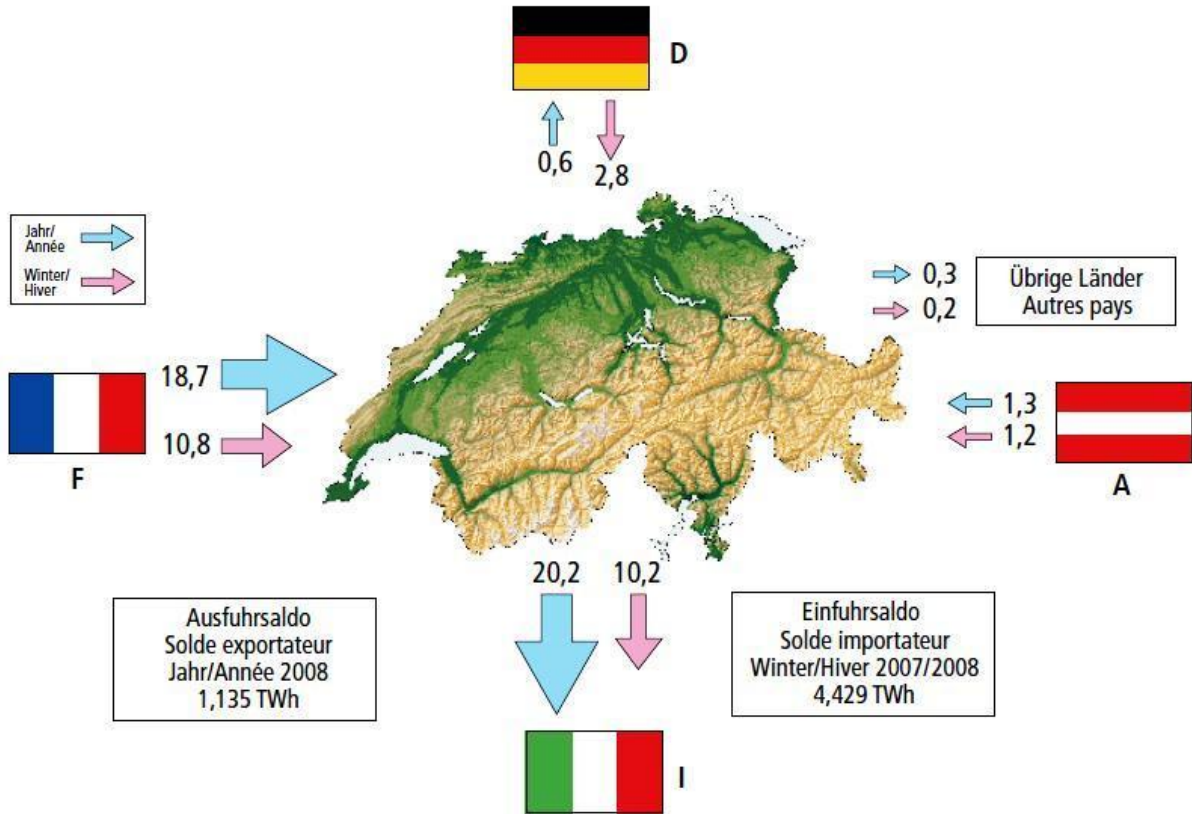 D
0,6
2,8
Jahr/
Année
Winter/
Hiver
0,3
0,2
Übrige Länder
Autres pays
18,7
10,8
F
1,3
1,2
A
20,2
10,2
Ausfuhrsaldo
Solde exportateur
Jahr/Année 2008
1,135 TWh
Einfuhrsaldo
Solde importateur
Winter/Hiver 2007/2008
4,429 TWh
I